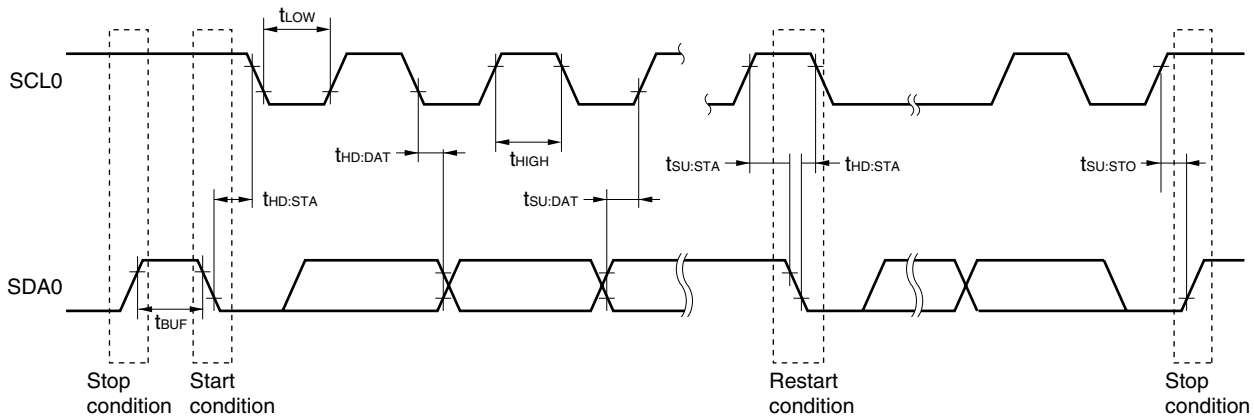 tLOW
SCL0
tHD:DAT
tHIGH
tSU:STA
tHD:STA
tSU:STO
tHD:STA
tSU:DAT
SDA0
tBUF
Stop
condition
Start
condition
Restart
condition
Stop
condition